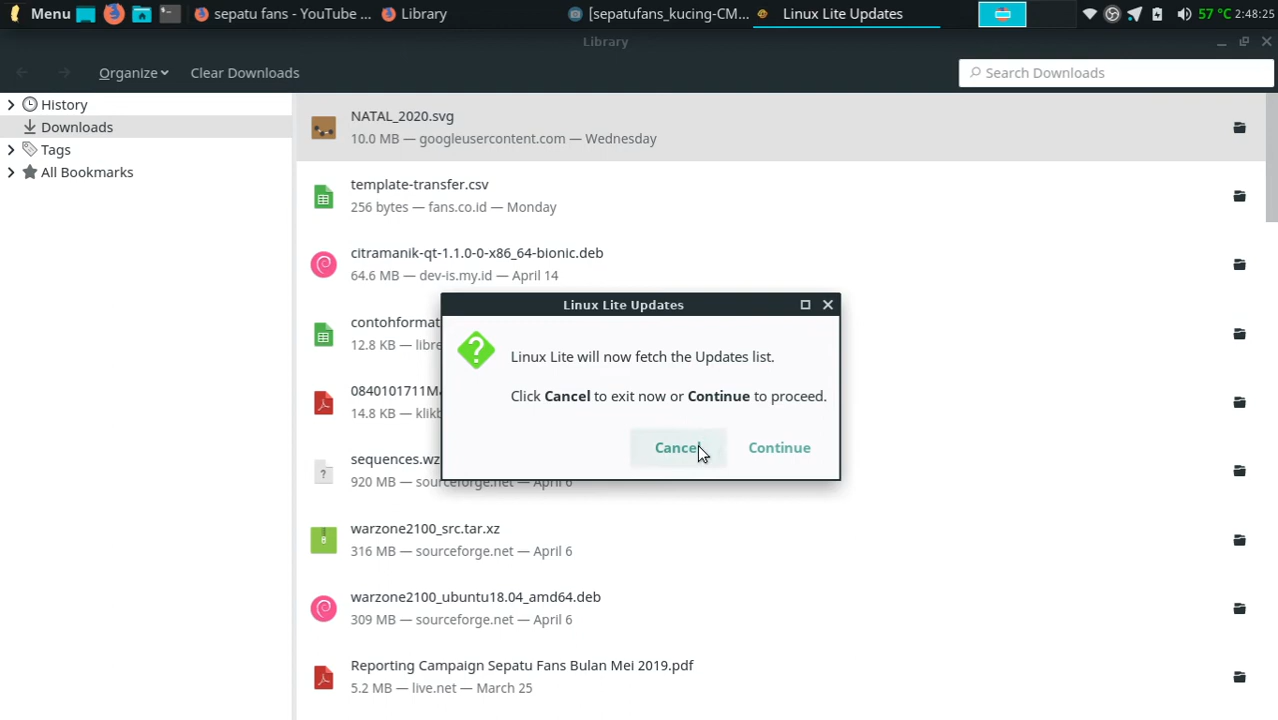 Menu
sepatu fans - YouTube ...
Library
[sepatufans_kucing-CM...
Linux Lite Updates
57 °C
2:48:25
Library
Organize
Clear Downloads
Search Downloads
History
Downloads
Tags
All Bookmarks
NATAL_2020.svg
10.0 MB — googleusercontent.com — Wednesday
template-transfer.csv
256 bytes — fans.co.id — Monday
citramanik-qt-1.1.0-0-x86_64-bionic.deb
64.6 MB — dev-is.my.id — April 14
contohformat
12.8 KB — libre
0840101711M
14.8 KB — klik
sequences.wz
920 MB — sourceforge.net — April 6
warzone2100_src.tar.xz
316 MB — sourceforge.net — April 6
warzone2100_ubuntu18.04_amd64.deb
309 MB — sourceforge.net — April 6
Reporting Campaign Sepatu Fans Bulan Mei 2019.pdf
5.2 MB — live.net — March 25
Linux Lite Updates
Linux Lite will now fetch the Updates list.
Click Cancel to exit now or Continue to proceed.
Cancel
Continue